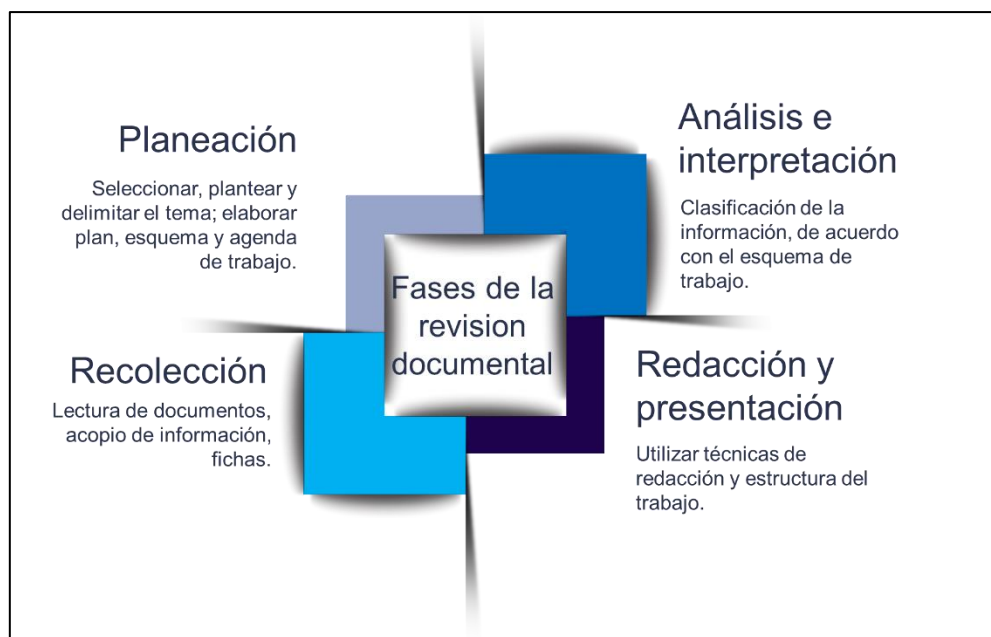 Planeación
Seleccionar, plantear y
delimitar el tema; elaborar
plan, esquema y agenda
de trabajo.
Análisis e
interpretación
Clasificación de la
información, de acuerdo
con el esquema de
trabajo.
Fases de la
revision
documental
Recolección
Lectura de documentos,
acopio de información,
fichas.
Redacción y
presentación
Utilizar técnicas de
redacción y estructura del
trabajo.